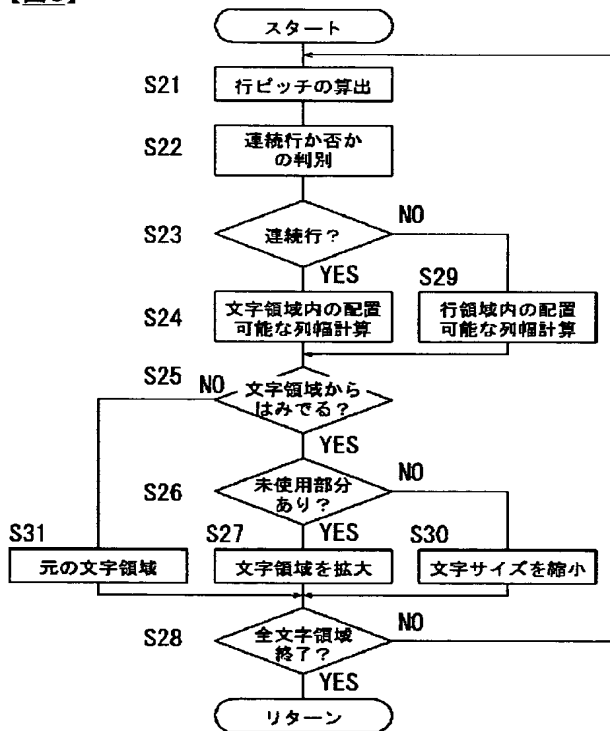 スタート
S21
行ピッチの算出
S22
連続行か否か
の判別
S23
連続行?
NO
YES
S29
S24
文字領域内の配置
可能な列幅計算
行領域内の配置
可能な列幅計算
S25
NO
文字領域から
はみでる?
YES
S26
未使用部分
あり?
NO
YES
S31
S27
S30
元の文字領域
文字領域を拡大
文字サイズを縮小
S28
全文字領域
終了?
NO
YES
リターン